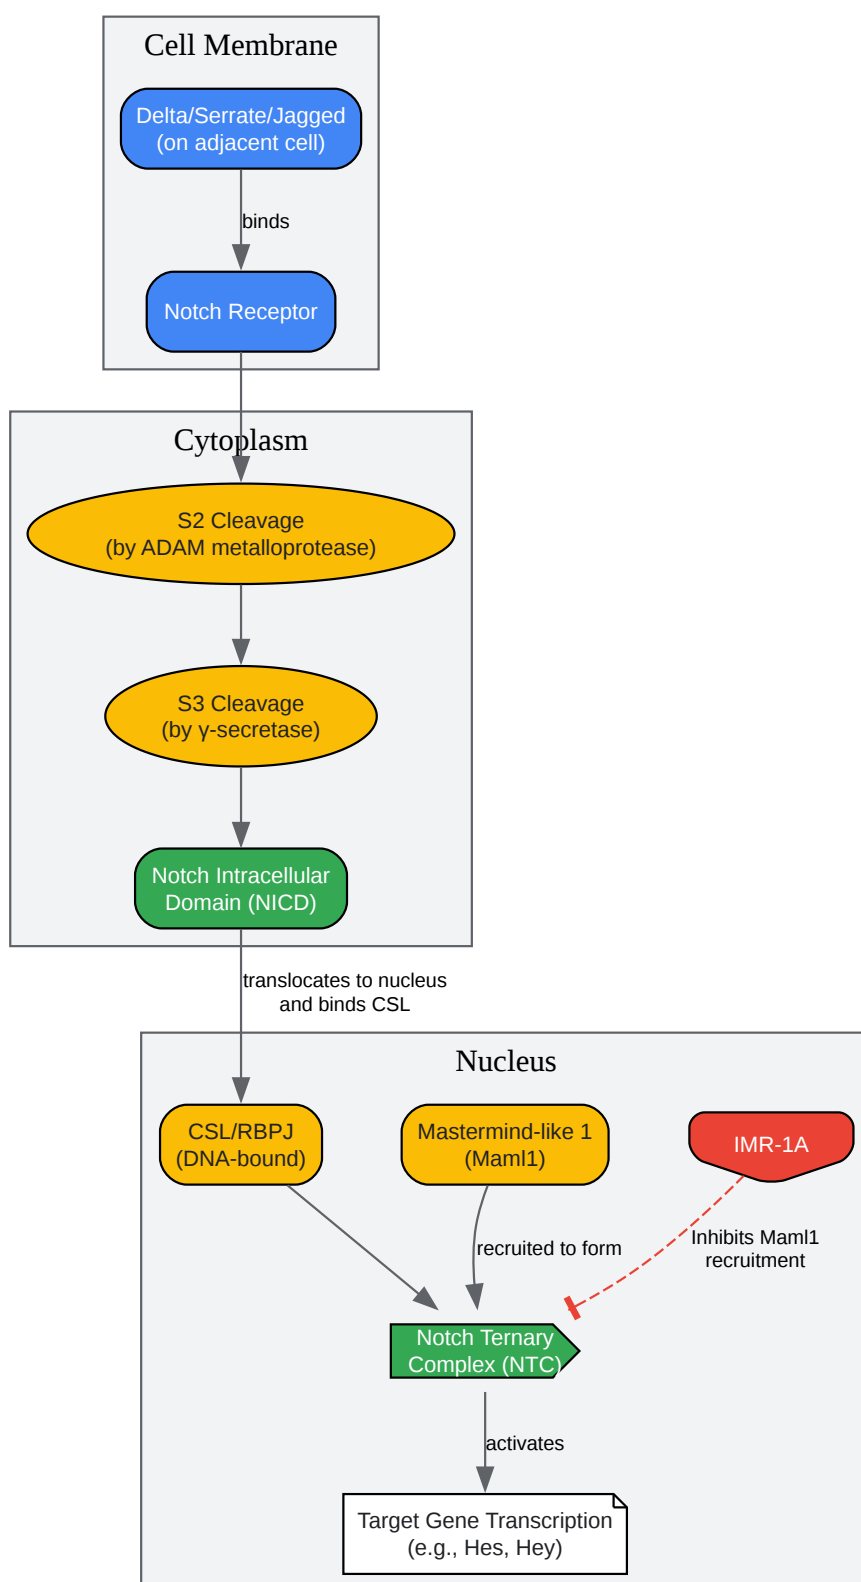 Cell Membrane
Delta/Serrate/Jagged
(on adjacent cell)
binds
Notch Receptor
Cytoplasm
S2 Cleavage
(by ADAM metalloprotease)
S3 Cleavage
(by γ-secretase)
Notch Intracellular
Domain (NICD)
translocates to nucleus
and binds CSL
Nucleus
CSL/RBPJ
(DNA-bound)
Mastermind-like 1
(Maml1)
IMR-1A
recruited to form
Inhibits Maml1
recruitment
Notch Ternary
Complex (NTC)
activates
Target Gene Transcription
(e.g., Hes, Hey)